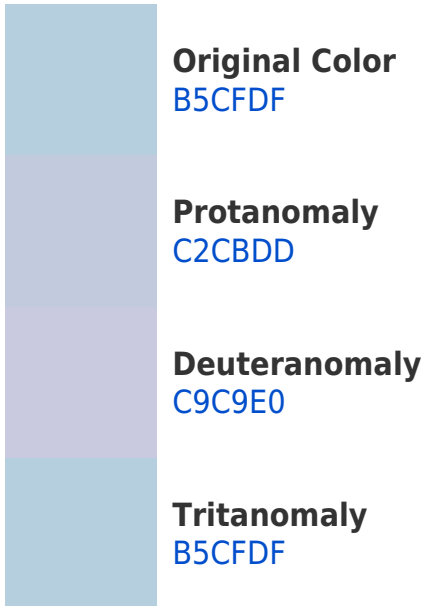 Original Color
B5CFDF
Protanomaly
C2CBDD
Deuteranomaly
C9C9E0
Tritanomaly
B5CFDF